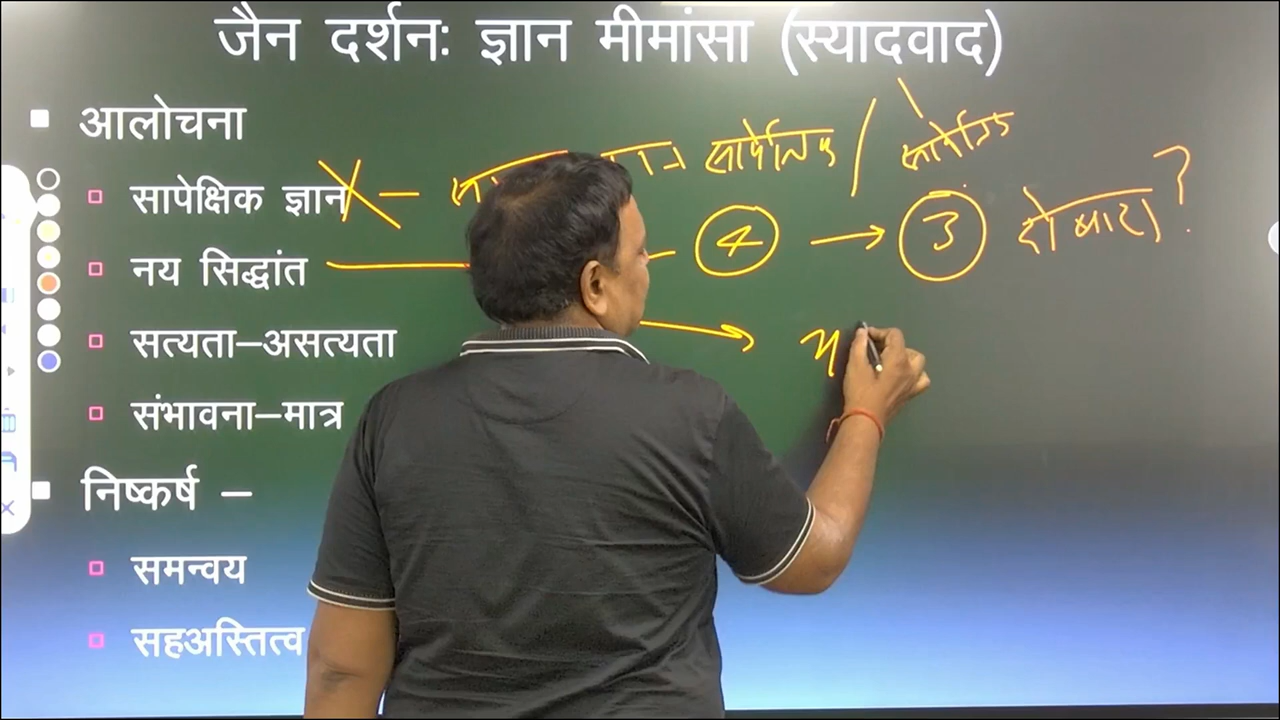 जैन दर्शनः ज्ञान मीमांसा (स्यादवाद)
आलोचना
सापेक्षिक ज्ञान
सापेक्षिक / सापेक्षिक
नय सिद्धांत
4 → 3 दोबारा ?
सत्यता–असत्यता
संभावना–मात्र
निष्कर्ष –
समन्वय
सहअस्तित्व